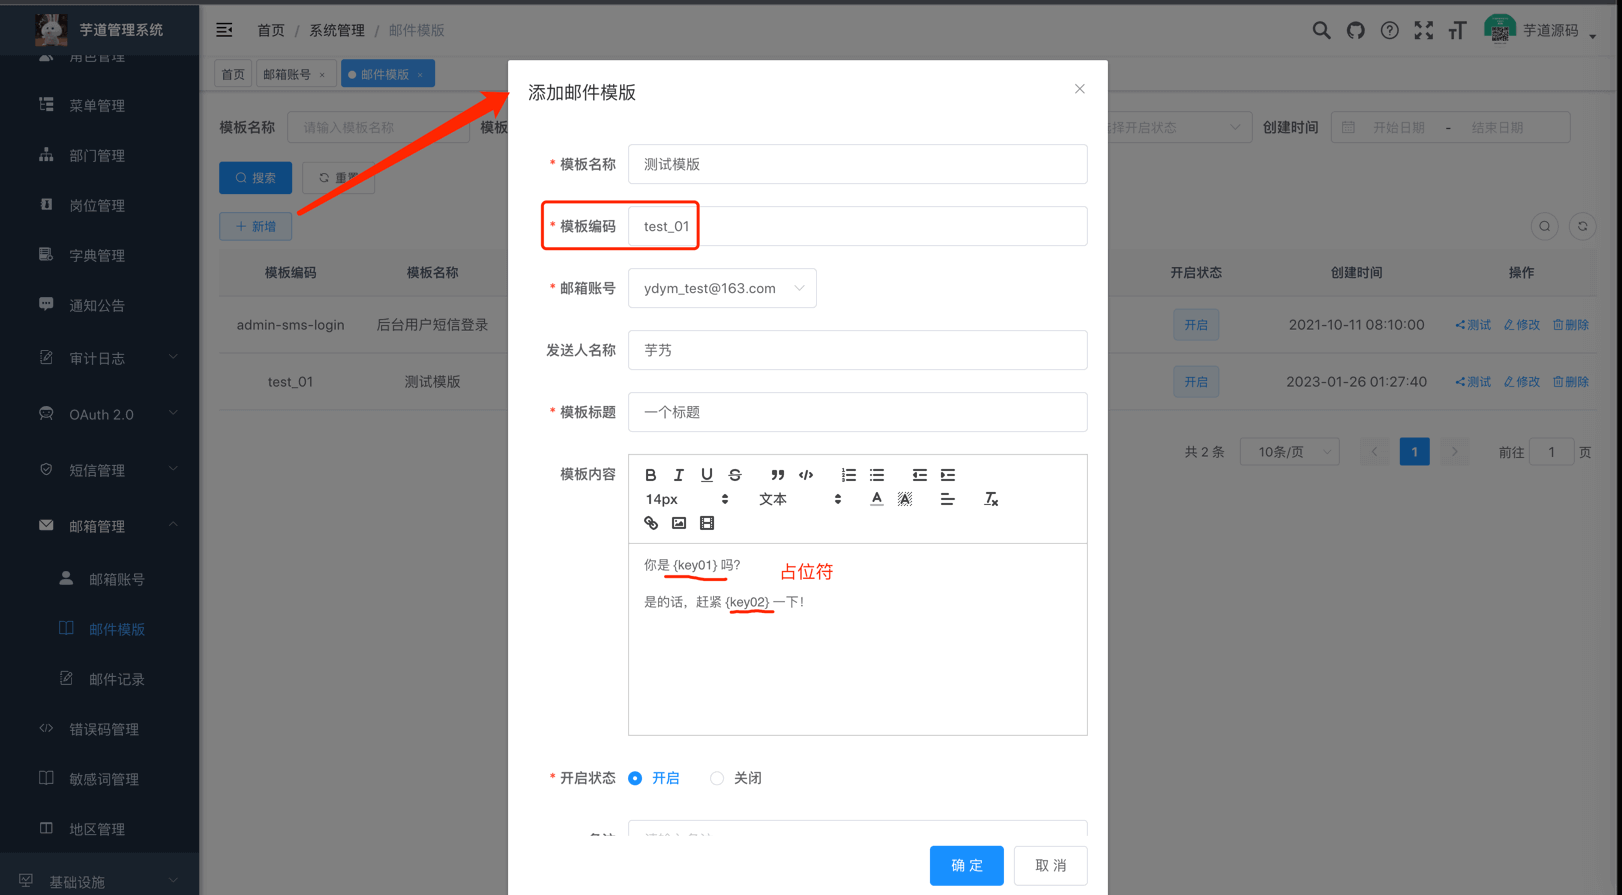 芋道管理系统
首页 / 系统管理 / 邮件模版
芋道源码
角色管理
菜单管理
部门管理
岗位管理
字典管理
通知公告
审计日志
OAuth 2.0
短信管理
邮箱管理
邮箱账号
邮件模版
邮件记录
错误码管理
敏感词管理
地区管理
基础设施
首页
邮箱账号 ×
邮件模版 ×
模板名称 请输入模板名称 模板
择开启状态
创建时间 开始日期 - 结束日期
搜索
重置
+ 新增
模板编码 模板名称 开启状态 创建时间 操作
admin-sms-login 后台用户短信登录 开启 2021-10-11 08:10:00 测试 修改 删除
test_01 测试模版 开启 2023-01-26 01:27:40 测试 修改 删除
共 2 条 10条/页 < 1 > 前往 1 页
添加邮件模版
* 模板名称 测试模版
* 模板编码 test_01
* 邮箱账号 ydym_test@163.com
发送人名称 芋艿
* 模板标题 一个标题
模板内容
14px 文本
你是 {key01} 吗?
占位符
是的话，赶紧 {key02} 一下!
* 开启状态 开启 关闭
确 定 取 消